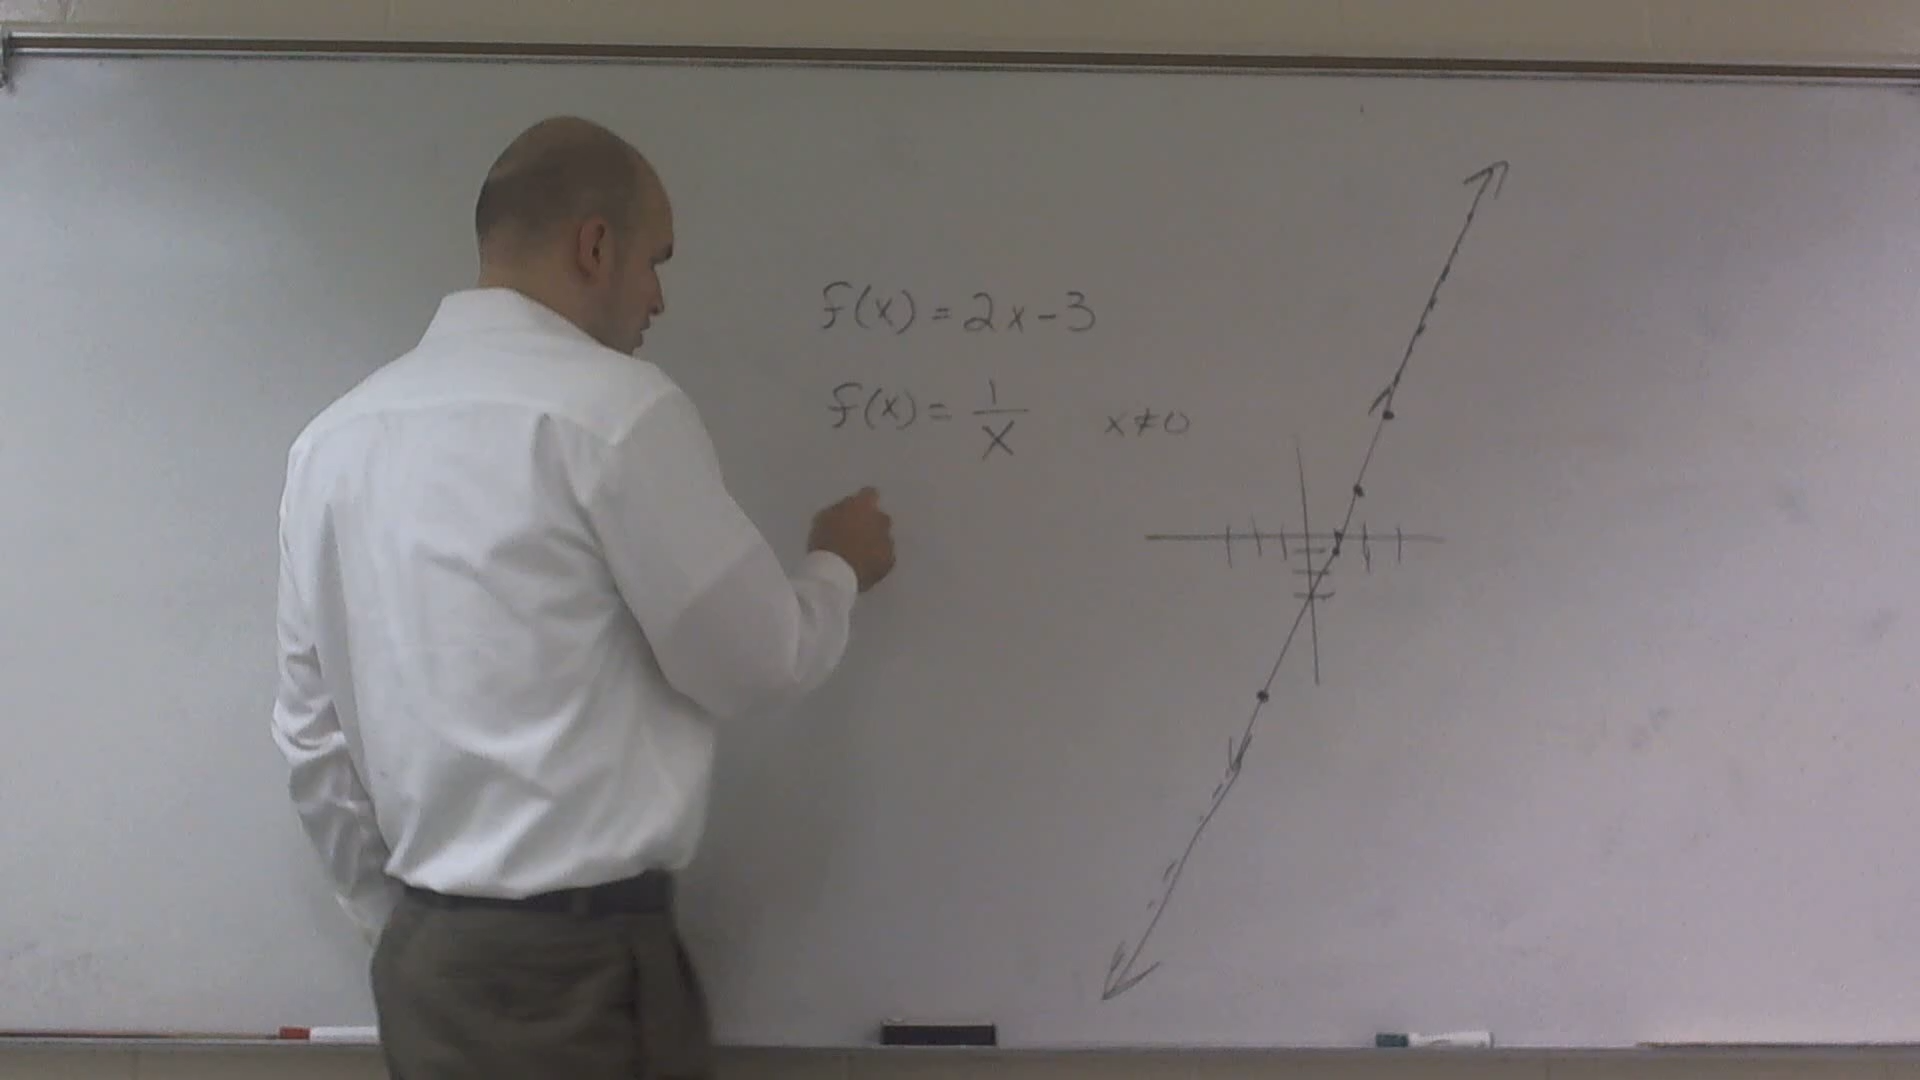 f(x) = 2x - 3
f(x) = 1/x x ≠ 0